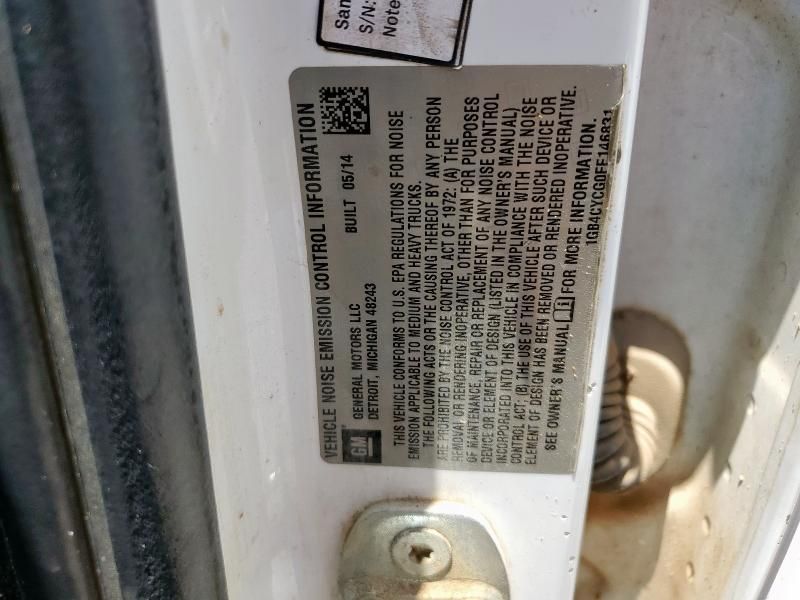 San
S/N:
Note
VEHICLE NOISE EMISSION CONTROL INFORMATION
GM
GENERAL MOTORS LLC
DETROIT, MICHIGAN 48243
BUILT 05/14
THIS VEHICLE CONFORMS TO U.S. EPA REGULATIONS FOR NOISE
EMISSION APPLICABLE TO MEDIUM AND HEAVY TRUCKS.
THE FOLLOWING ACTS OR THE CAUSING THEREOF BY ANY PERSON
ARE PROHIBITED BY THE NOISE CONTROL ACT OF 1972: (A) THE
REMOVAL OR RENDERING INOPERATIVE, OTHER THAN FOR PURPOSES
OF MAINTENANCE, REPAIR OR REPLACEMENT OF ANY NOISE CONTROL
DEVICE OR ELEMENT OF DESIGN (LISTED IN THE OWNER'S MANUAL)
INCORPORATED INTO THIS VEHICLE IN COMPLIANCE WITH THE NOISE
CONTROL ACT; (B) THE USE OF THIS VEHICLE AFTER SUCH DEVICE OR
ELEMENT OF DESIGN HAS BEEN REMOVED OR RENDERED INOPERATIVE.
SEE OWNER'S MANUAL FOR MORE INFORMATION.
1GB4CYCG0FF146831